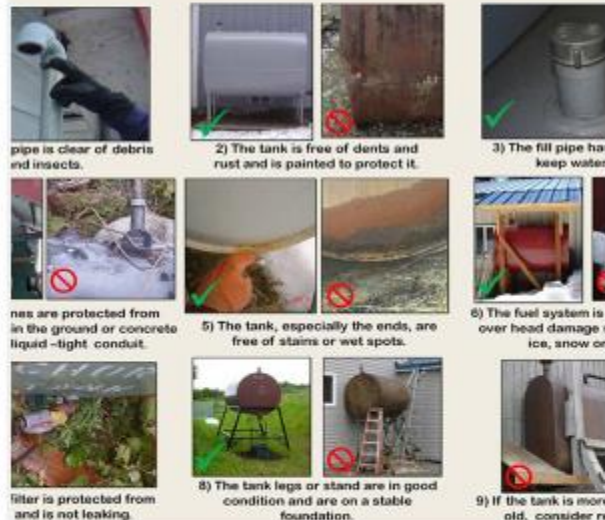 pipe is clear of debris
nd insects.
2) The tank is free of dents and
rust and is painted to protect it.
3) The fill pipe ha
keep wate
nes are protected from
in the ground or concrete
liquid –tight conduit.
5) The tank, especially the ends, are
free of stains or wet spots.
6) The fuel system is
over head damage
ice, snow or
filter is protected from
and is not leaking.
8) The tank legs or stand are in good
condition and are on a stable
foundation.
9) If the tank is more
old, consider re